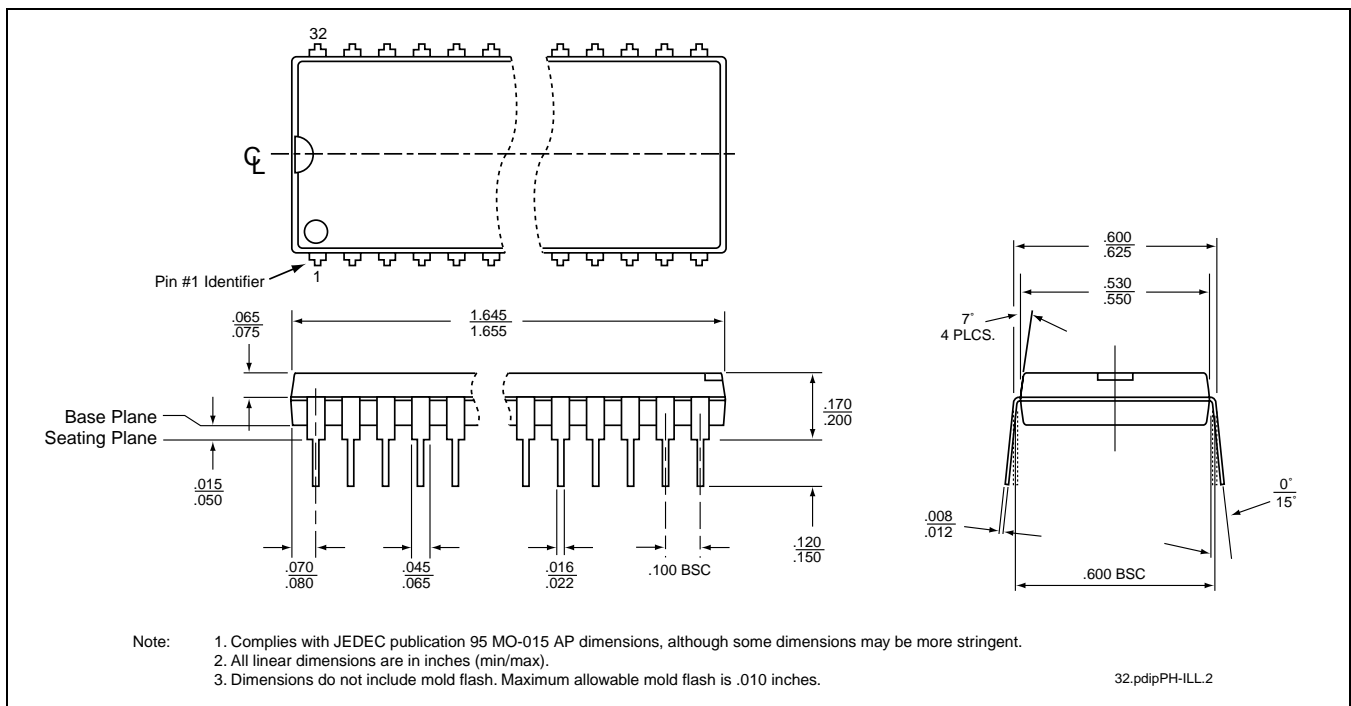 32
C
L
Pin #1 Identifier
1
.065
.075
1.645
1.655
Base Plane
Seating Plane
.015
.050
.070
.080
.045
.065
.016
.022
.100 BSC
.170
.200
.120
.150
.600
.625
.530
.550
7˚
4 PLCS.
.008
.012
0˚
15˚
.600 BSC
Note: 1. Complies with JEDEC publication 95 MO-015 AP dimensions, although some dimensions may be more stringent.
2. All linear dimensions are in inches (min/max).
3. Dimensions do not include mold flash. Maximum allowable mold flash is .010 inches.
32.pdipPH-ILL.2